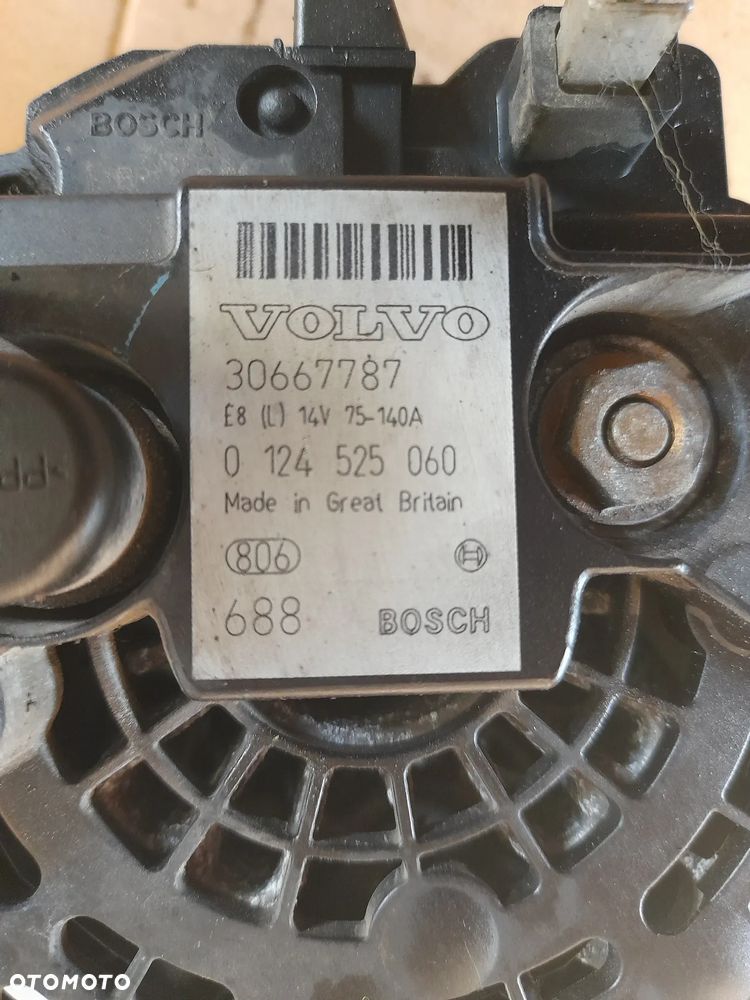 BOSCH
VOLVO
30667787
E8 (L) 14V 75-140A
0 124 525 060
Made in Great Britain
806
688 BOSCH
>PP
OTOMOTO